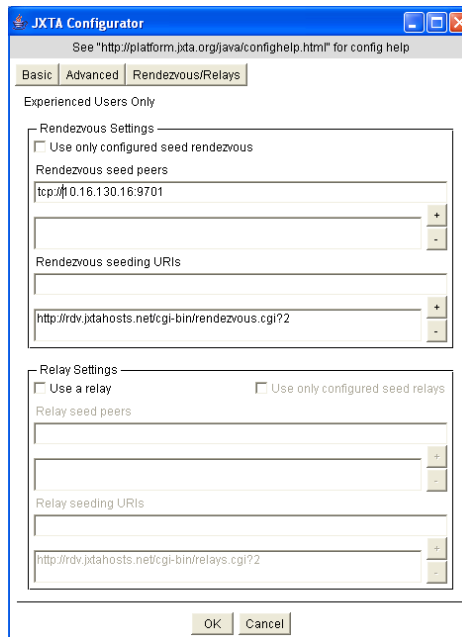 JXTA Configurator
See "http://platform.jxta.org/java/confighelp.html" for config help
Basic Advanced Rendezvous/Relays
Experienced Users Only
Rendezvous Settings
Use only configured seed rendezvous
Rendezvous seed peers
tcp://10.16.130.16:9701
+
-
Rendezvous seeding URIs
+
http://rdv.jxtahosts.net/cgi-bin/rendezvous.cgi?2
-
Relay Settings
Use a relay Use only configured seed relays
Relay seed peers
+
-
Relay seeding URIs
+
http://rdv.jxtahosts.net/cgi-bin/relays.cgi?2
-
OK Cancel